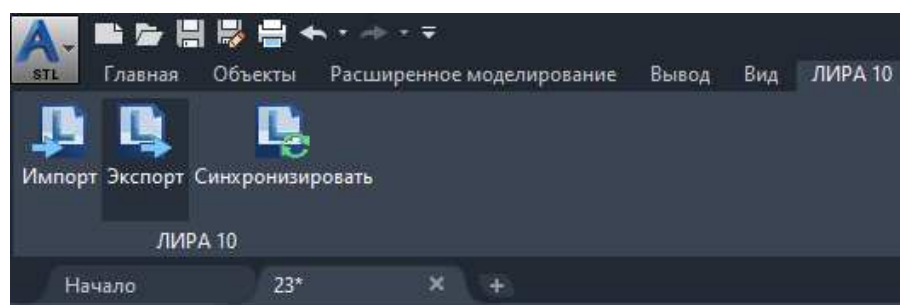 STL
Главная Объекты Расширенное моделирование Вывод Вид ЛИРА 10
Импорт Экспорт Синхронизировать
ЛИРА 10
Начало 23*